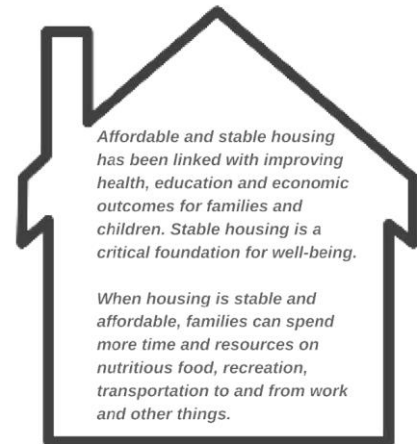 Affordable and stable housing
has been linked with improving
health, education and economic
outcomes for families and
children. Stable housing is a
critical foundation for well-being.
When housing is stable and
affordable, families can spend
more time and resources on
nutritious food, recreation,
transportation to and from work
and other things.